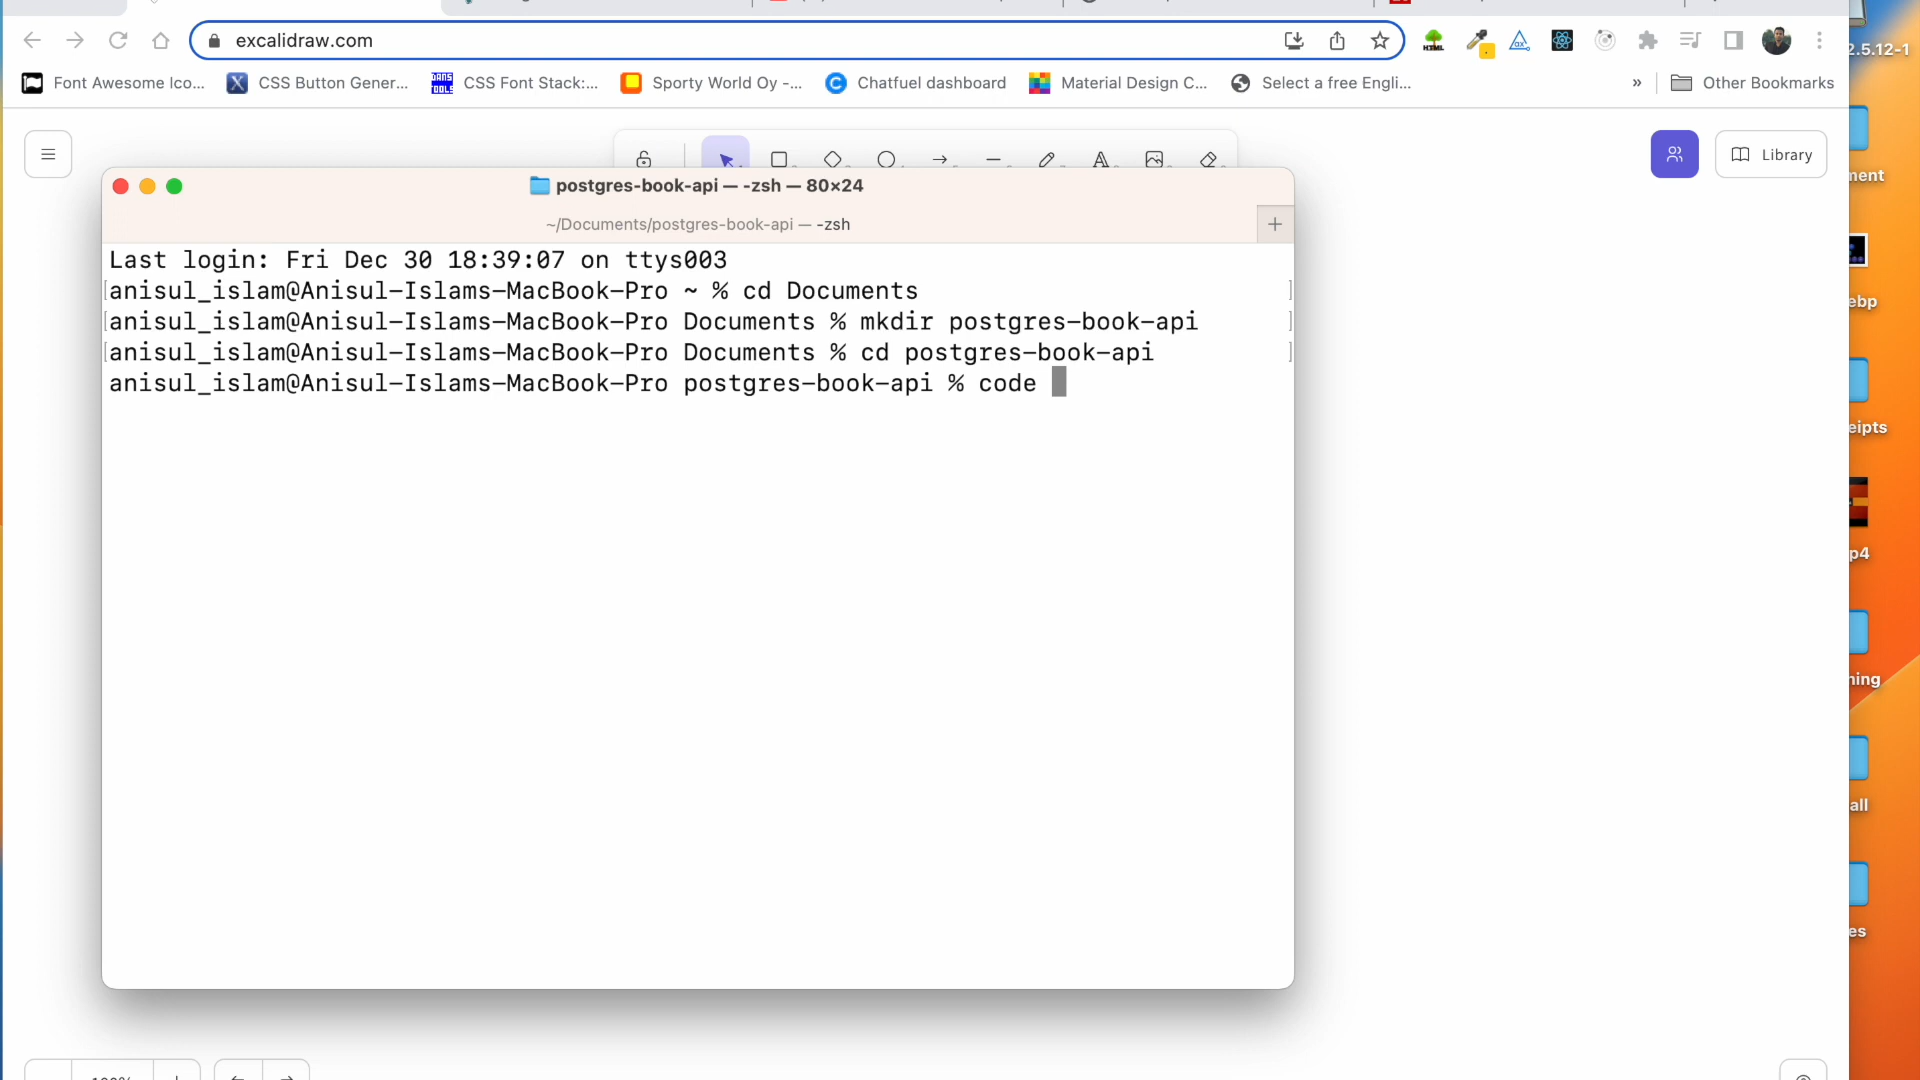 excalidraw.com
2.5.12-1
Font Awesome Ico... CSS Button Gener... CSS Font Stack:... Sporty World Oy -... Chatfuel dashboard Material Design C... Select a free Engli... » Other Bookmarks
Library
postgres-book-api — -zsh — 80×24
~/Documents/postgres-book-api — -zsh
Last login: Fri Dec 30 18:39:07 on ttys003
anisul_islam@Anisul-Islams-MacBook-Pro ~ % cd Documents
anisul_islam@Anisul-Islams-MacBook-Pro Documents % mkdir postgres-book-api
anisul_islam@Anisul-Islams-MacBook-Pro Documents % cd postgres-book-api
anisul_islam@Anisul-Islams-MacBook-Pro postgres-book-api % code
ment
ebp
eipts
p4
ning
all
es